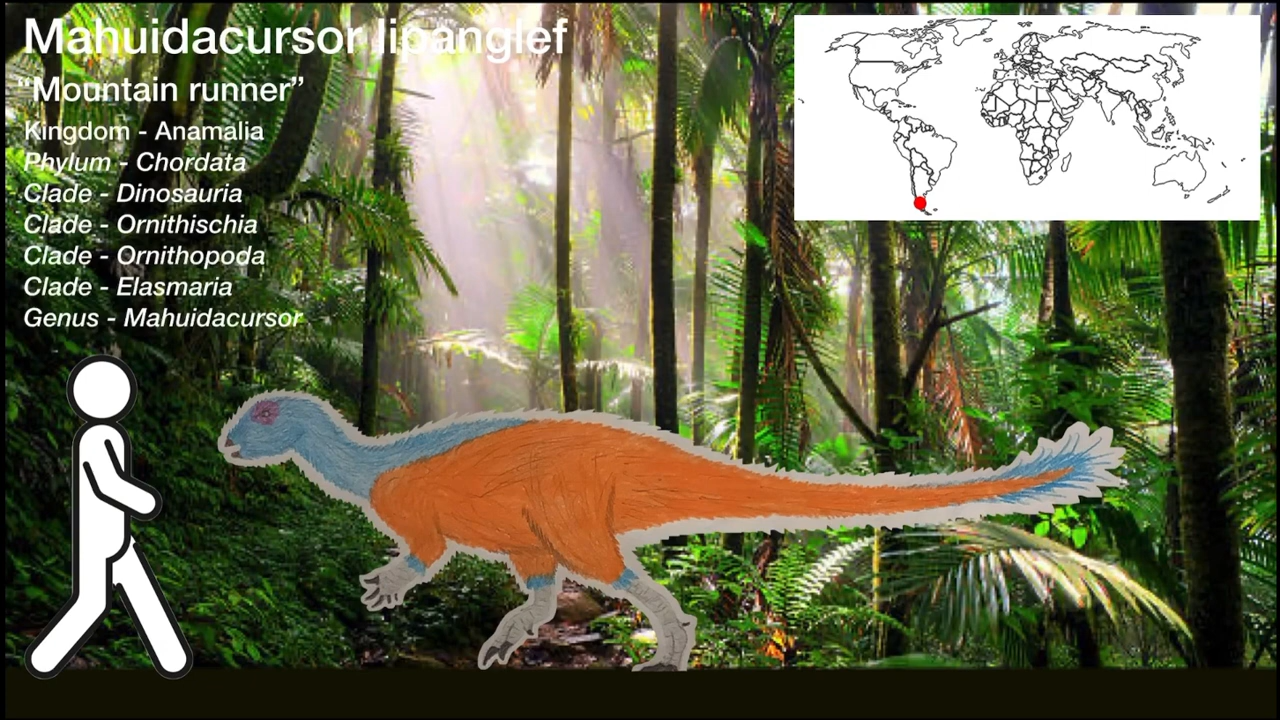 Mahuidacursor lipanglef
“Mountain runner”
Kingdom - Anamalia
Phylum - Chordata
Clade - Dinosauria
Clade - Ornithischia
Clade - Ornithopoda
Clade - Elasmaria
Genus - Mahuidacursor